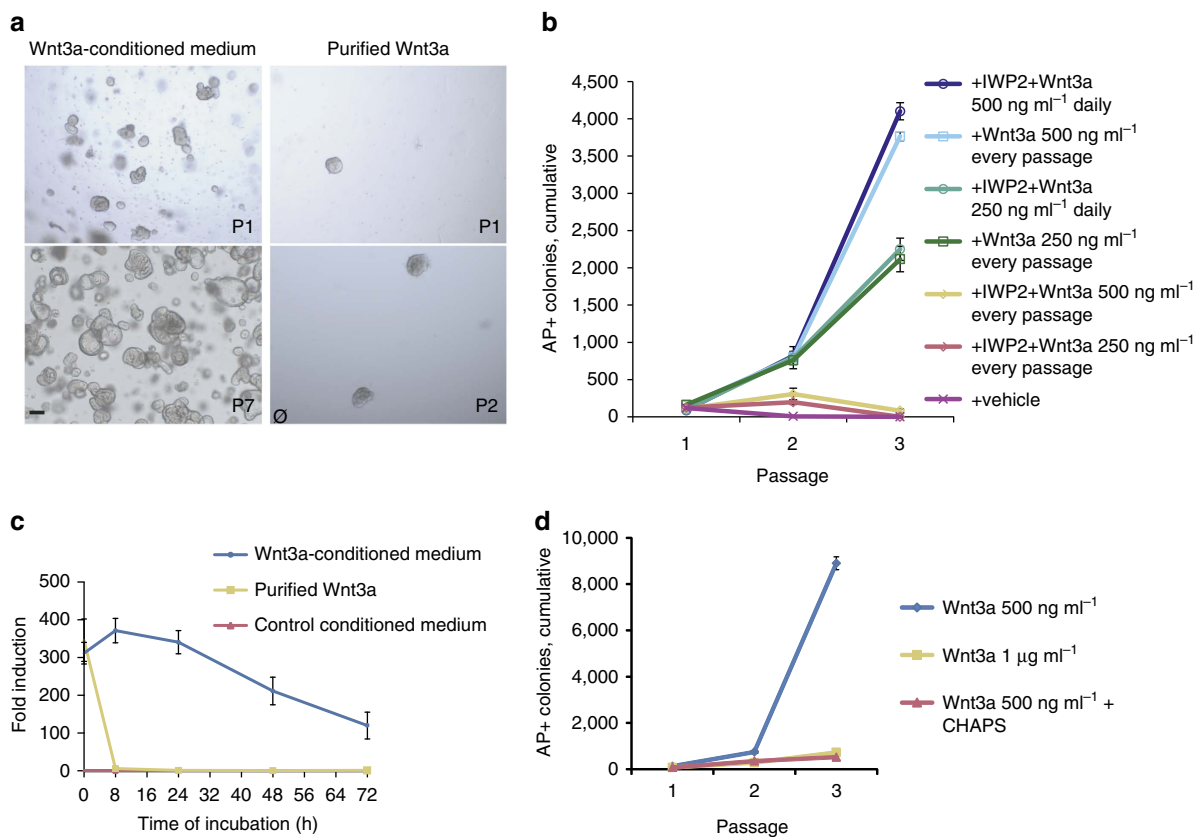 a
Wnt3a-conditioned medium
Purified Wnt3a
P1
P1
P7
Ø
P2
b
AP+ colonies, cumulative
4,500
4,000
3,500
3,000
2,500
2,000
1,500
1,000
500
0
1
2
3
Passage
+IWP2+Wnt3a
500 ng ml⁻¹ daily
+Wnt3a 500 ng ml⁻¹
every passage
+IWP2+Wnt3a
250 ng ml⁻¹ daily
+Wnt3a 250 ng ml⁻¹
every passage
+IWP2+Wnt3a 500 ng ml⁻¹
every passage
+IWP2+Wnt3a 250 ng ml⁻¹
every passage
+vehicle
c
Wnt3a-conditioned medium
Purified Wnt3a
Control conditioned medium
Fold induction
500
400
300
200
100
0
0 8 16 24 32 40 48 56 64 72
Time of incubation (h)
d
AP+ colonies, cumulative
10,000
8,000
6,000
4,000
2,000
0
1
2
3
Passage
Wnt3a 500 ng ml⁻¹
Wnt3a 1 μg ml⁻¹
Wnt3a 500 ng ml⁻¹ +
CHAPS